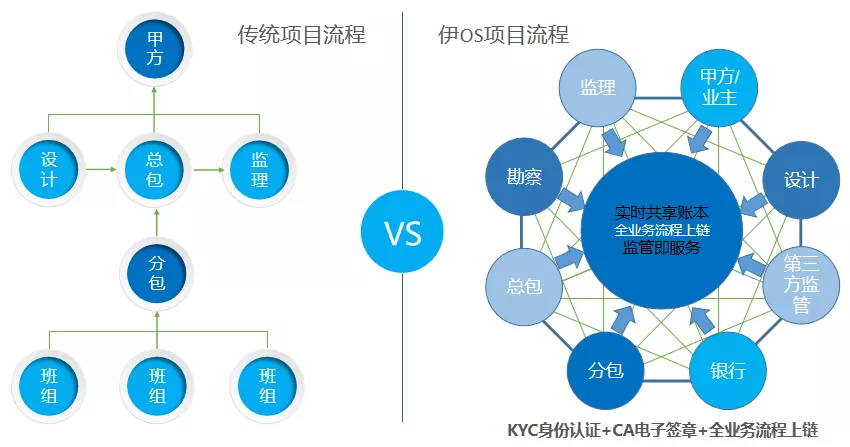 传统项目流程
甲
方
设
计
总
包
监
理
分
包
班
组
班
组
班
组
VS
伊OS项目流程
监理
甲方/
业主
勘察
设计
实时共享账本
全业务流程上链
监管即服务
总包
第三
方监
管
分包
银行
KYC身份认证+CA电子签章+全业务流程上链